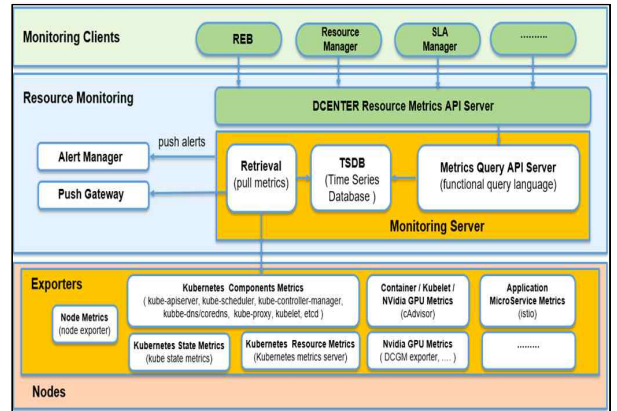 Monitoring Clients
REB
Resource
Manager
SLA
Manager
..........
Resource Monitoring
DCENTER Resource Metrics API Server
push alerts
Alert Manager
Push Gateway
Retrieval
(pull metrics)
TSDB
(Time Series
Database )
Metrics Query API Server
(functional query language)
Monitoring Server
Exporters
Node Metrics
(node exporter)
Kubernetes Components Metrics
( kube-apiserver, kube-scheduler, kube-controller-manager,
kubbe-dns/coredns, kube-proxy, kubelet, etcd )
Container / Kubelet /
NVidia GPU Metrics
(cAdvisor)
Application
MicroService Metrics
(istio)
Kubernetes State Metrics
(kube state metrics)
Kubernetes Resource Metrics
(Kubernetes metrics server)
Nvidia GPU Metrics
( DCGM exporter, .... )
.........
Nodes